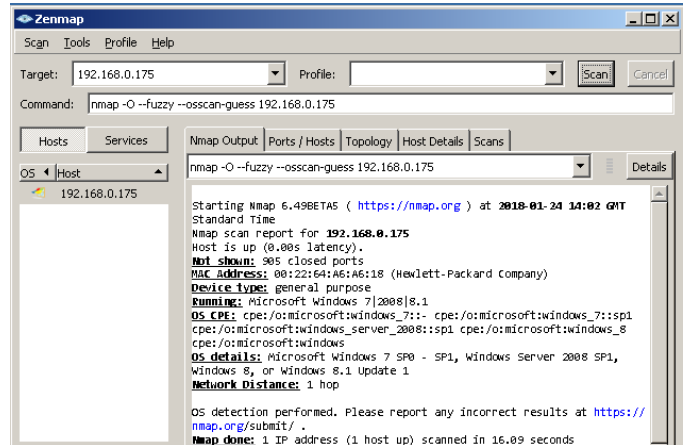 Zenmap
Scan Tools Profile Help
Target: 192.168.0.175 Profile: Scan Cancel
Command: nmap -O --fuzzy --osscan-guess 192.168.0.175
Hosts Services
Nmap Output Ports / Hosts Topology Host Details Scans
OS Host
nmap -O --fuzzy --osscan-guess 192.168.0.175 Details
192.168.0.175
Starting Nmap 6.49BETA5 ( https://nmap.org ) at 2018-01-24 14:02 GMT
Standard Time
Nmap scan report for 192.168.0.175
Host is up (0.00s latency).
Not shown: 985 closed ports
MAC Address: 00:22:64:A6:A6:18 (Hewlett-Packard Company)
Device type: general purpose
Running: Microsoft Windows 7|2008|8.1
OS CPE: cpe:/o:microsoft:windows_7::- cpe:/o:microsoft:windows_7::sp1
cpe:/o:microsoft:windows_server_2008::sp1 cpe:/o:microsoft:windows_8
cpe:/o:microsoft:windows
OS details: Microsoft Windows 7 SP0 - SP1, Windows Server 2008 SP1,
Windows 8, or Windows 8.1 Update 1
Network Distance: 1 hop
OS detection performed. Please report any incorrect results at https://
nmap.org/submit/ .
Nmap done: 1 IP address (1 host up) scanned in 16.09 seconds